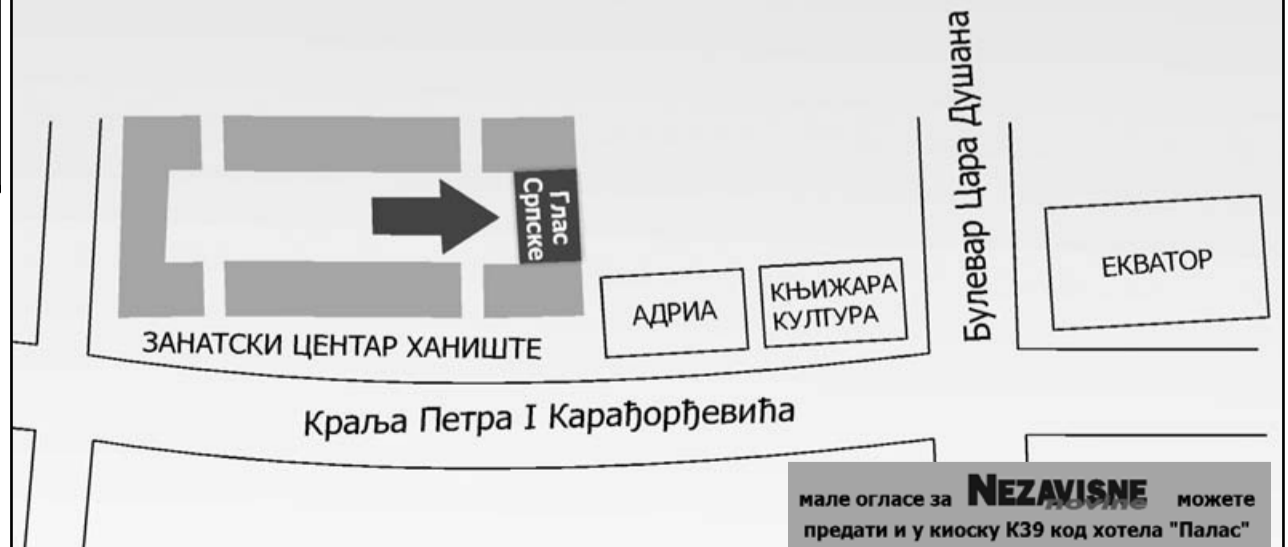 Булевар Цара Душана
Глас
Српске
ЕКВАТОР
АДРИА
КЊИЖАРА
КУЛТУРА
ЗАНАТСКИ ЦЕНТАР ХАНИШТЕ
Краља Петра I Карађорђевића
мале огласе за NEZAVISNE novine можете
предати и у киоску К39 код хотела "Палас"